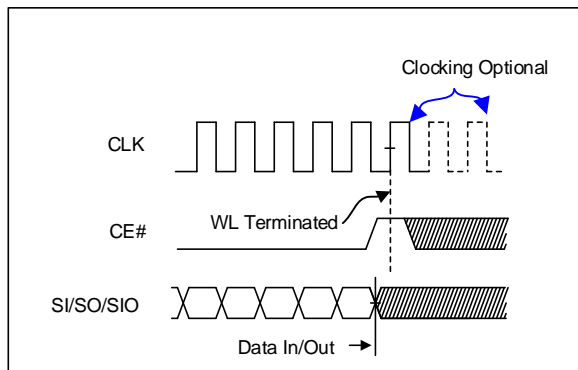 Clocking Optional
CLK
WL Terminated
CE#
SI/SO/SIO
Data In/Out